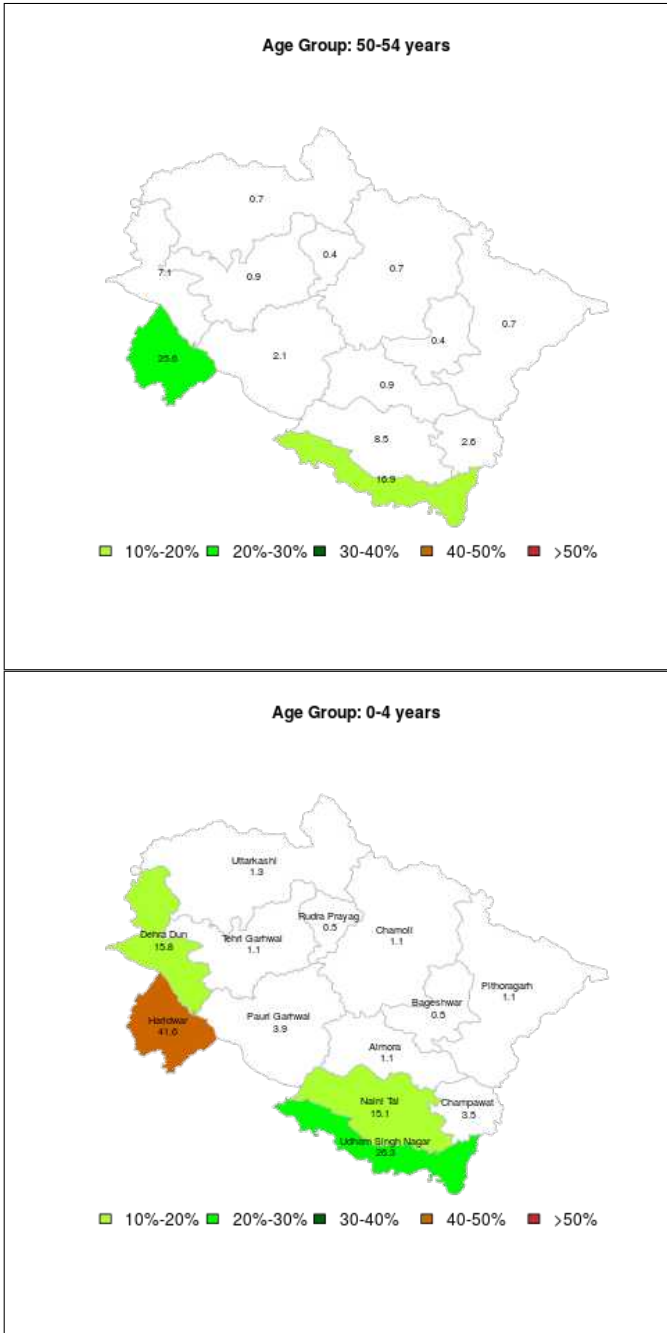 Age Group: 50-54 years
0.7
0.4
7.1
0.9
0.7
0.7
0.4
25.6
2.1
0.9
8.5
2.6
16.9
10%-20% 20%-30% 30-40% 40-50% >50%
Age Group: 0-4 years
Uttarkashi
1.3
Rudra Prayag
0.5
Dehra Dun
15.8
Tehri Garhwal
1.1
Chamoli
1.1
Pithoragarh
1.1
Bageshwar
0.5
Haridwar
41.6
Pauri Garhwal
3.9
Almora
1.1
Naini Tal
15.1
Champawat
3.5
Udham Singh Nagar
26.3
10%-20% 20%-30% 30-40% 40-50% >50%